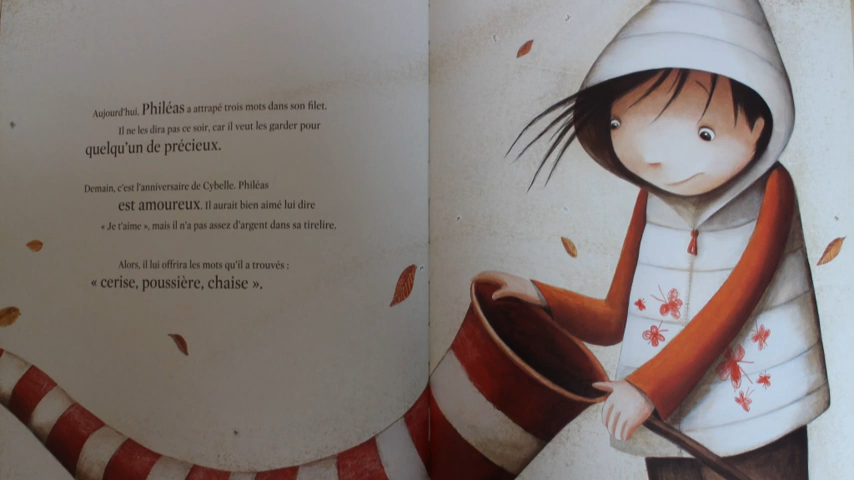 Aujourd'hui, Philéas a attrapé trois mots dans son filet.
Il ne les dira pas ce soir, car il veut les garder pour
quelqu'un de précieux.
Demain, c'est l'anniversaire de Cybelle. Philéas
est amoureux. Il aurait bien aimé lui dire
« Je t'aime », mais il n'a pas assez d'argent dans sa tirelire.
Alors, il lui offrira les mots qu'il a trouvés :
« cerise, poussière, chaise ».